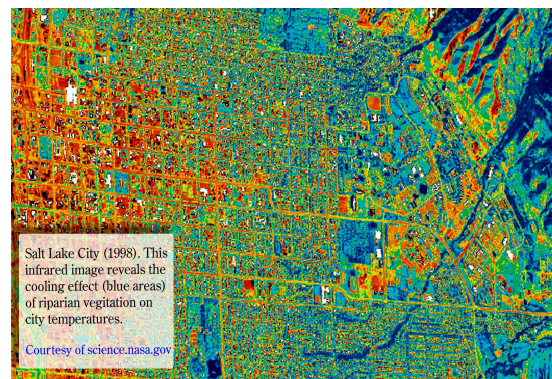 Salt Lake City (1998). This
infrared image reveals the
cooling effect (blue areas)
of riparian vegitation on
city temperatures.
Courtesy of science.nasa.gov